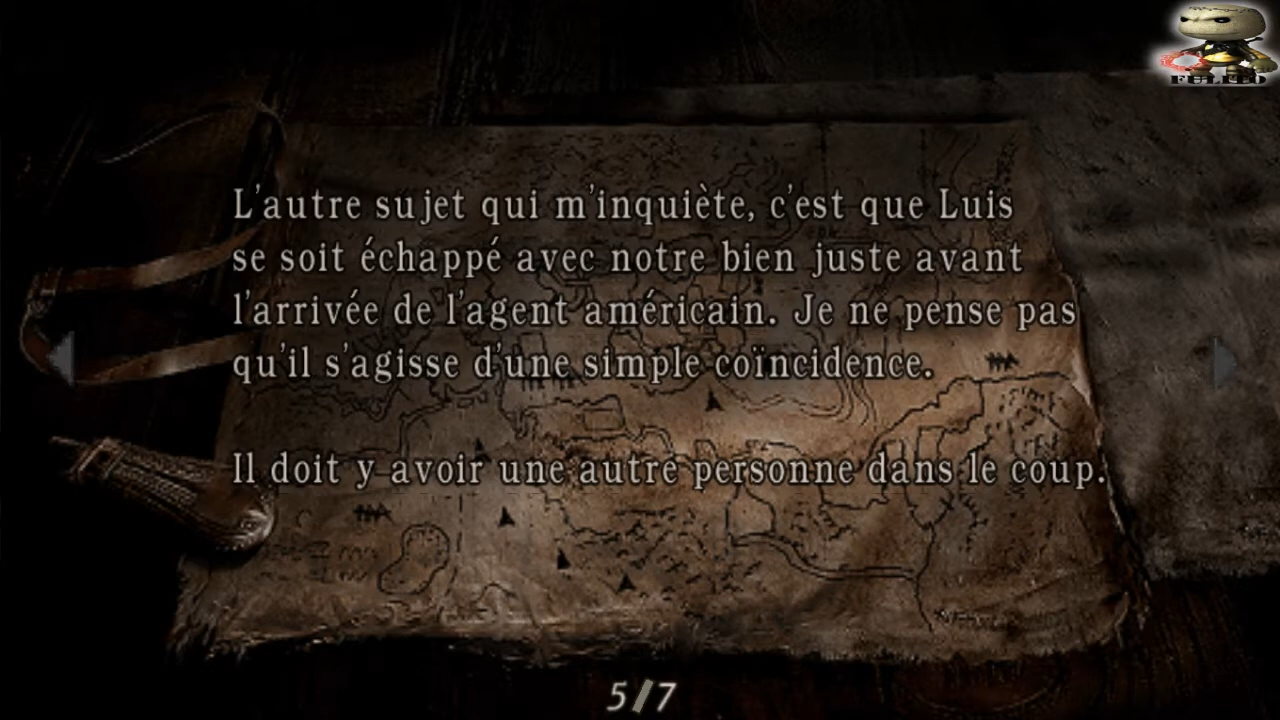 L'autre sujet qui m'inquiète, c'est que Luis
se soit échappé avec notre bien juste avant
l'arrivée de l'agent américain. Je ne pense pas
qu'il s'agisse d'une simple coïncidence.
Il doit y avoir une autre personne dans le coup.
5/7